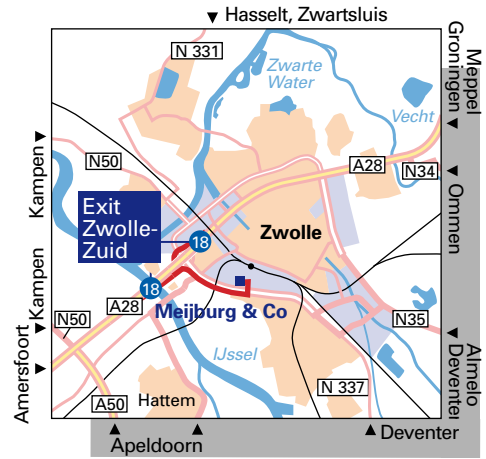 Hasselt, Zwartsluis
Meppel
Groningen
N 331
Zwarte
Water
Vecht
Kampen
N50
A28
N34
Ommen
Exit
Zwolle-
Zuid
18
Zwolle
18
Kampen
A28
Meijburg & Co
N50
N35
Amersfoort
IJssel
Almelo
Deventer
N 337
A50
Hattem
Apeldoorn
Deventer